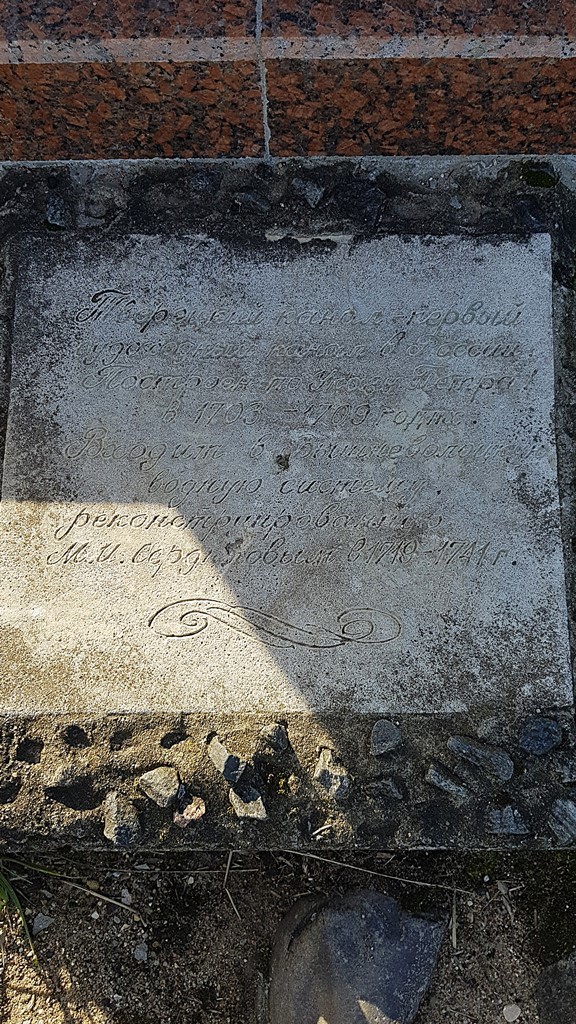 Тверецкий канал-первый
судоходный канал в России.
Построен по Указу Петра I
в 1703-1709 годах.
Входит в Вышневолоцкую
водную систему,
реконструированную
М.И. Сердюковым в 1719-1741 г.